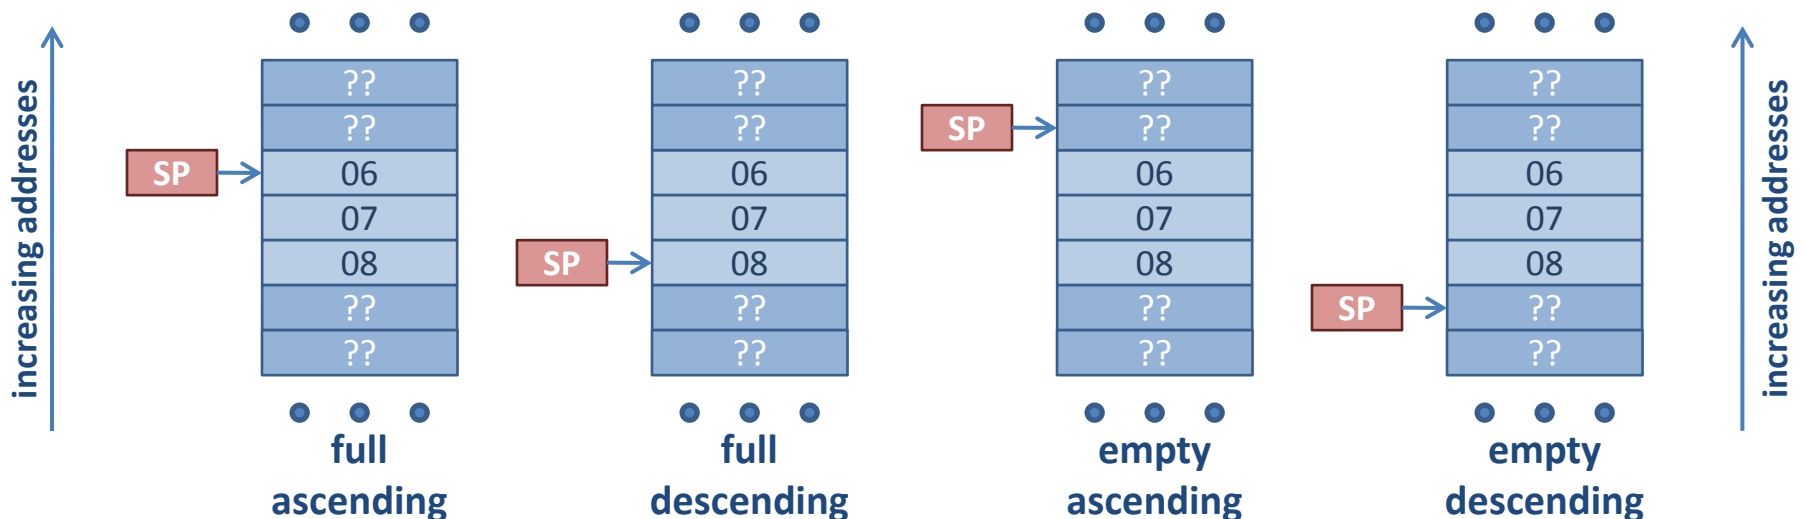 increasing addresses
SP
??
??
06
07
08
??
??
full
ascending
SP
??
??
06
07
08
??
??
full
descending
SP
??
??
06
07
08
??
??
empty
ascending
SP
??
??
06
07
08
??
??
empty
descending
increasing addresses